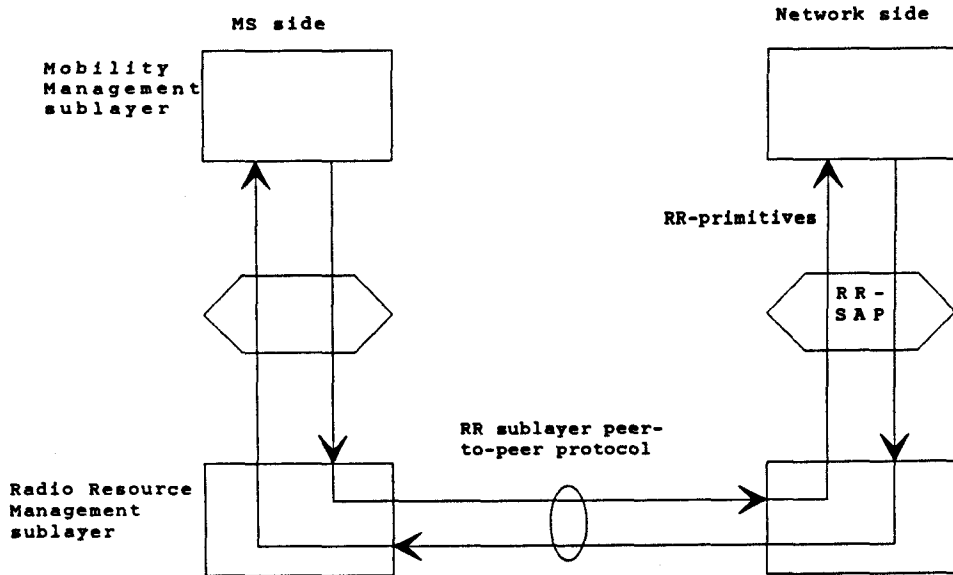 MS side
Network side
Mobility
Management
sublayer
RR-primitives
RR-
SAP
RR sublayer peer-
to-peer protocol
Radio Resource
Management
sublayer